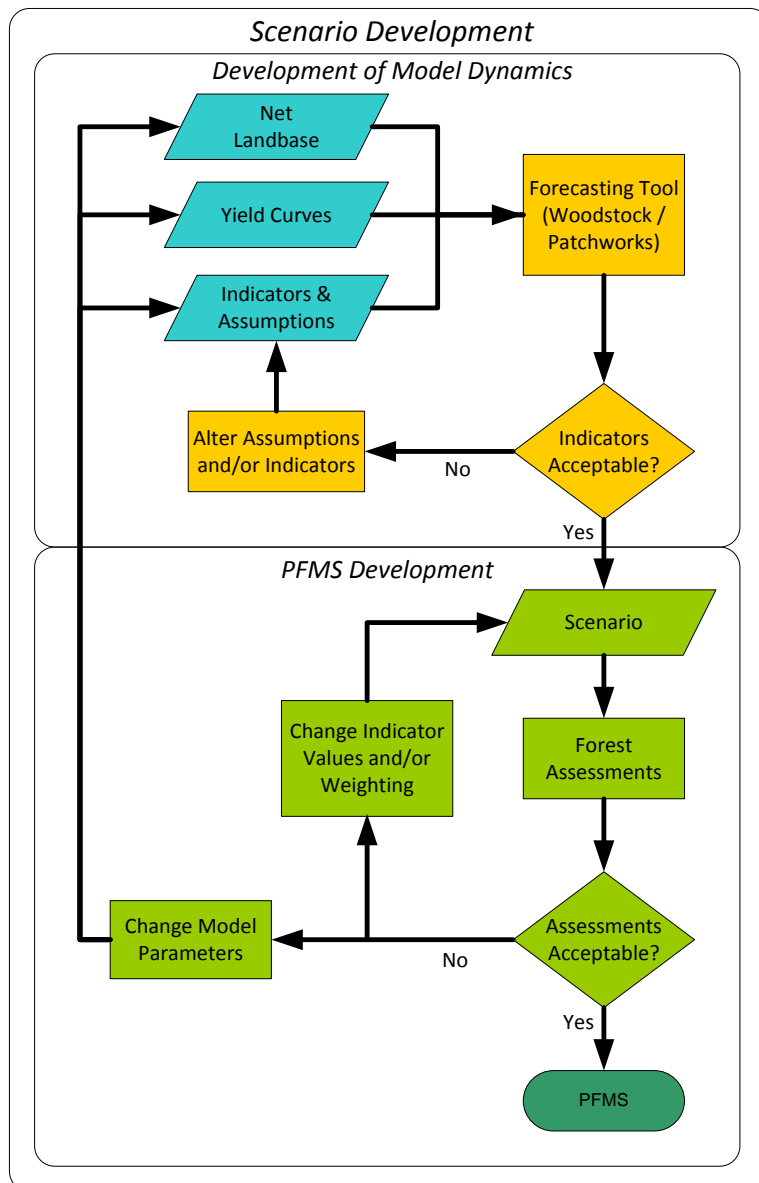 Scenario Development
Development of Model Dynamics
Net
Landbase
Yield Curves
Indicators &
Assumptions
Forecasting Tool
(Woodstock /
Patchworks)
Alter Assumptions
and/or Indicators
No
Indicators
Acceptable?
Yes
PFMS Development
Scenario
Change Indicator
Values and/or
Weighting
Forest
Assessments
Change Model
Parameters
No
Assessments
Acceptable?
Yes
PFMS